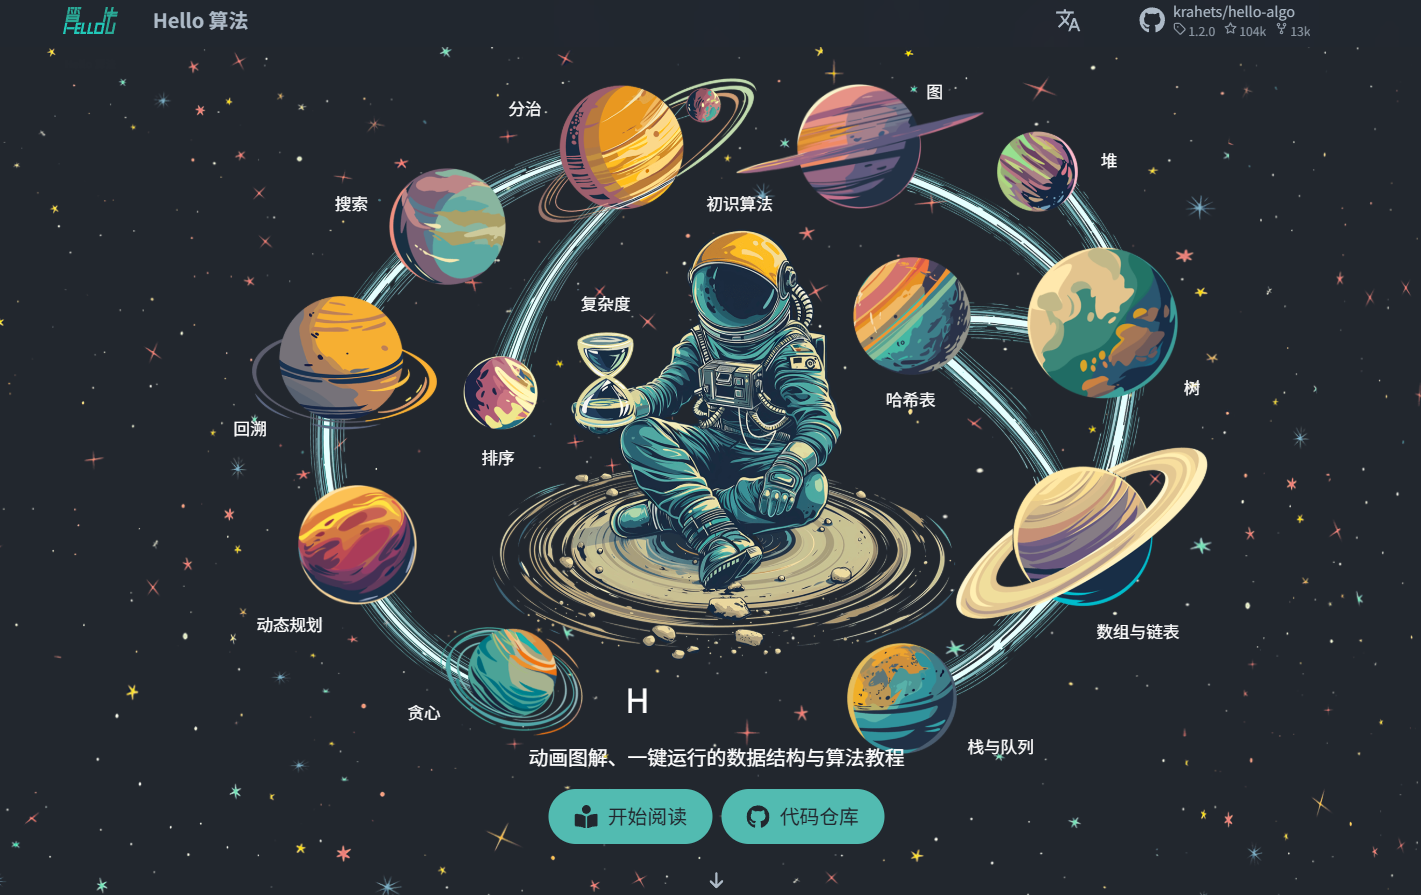 Hello 算法
krahets/hello-algo
1.2.0 104k 13k
分治
图
堆
搜索
初识算法
复杂度
树
哈希表
回溯
排序
动态规划
数组与链表
贪心
H
栈与队列
动画图解、一键运行的数据结构与算法教程
开始阅读
代码仓库